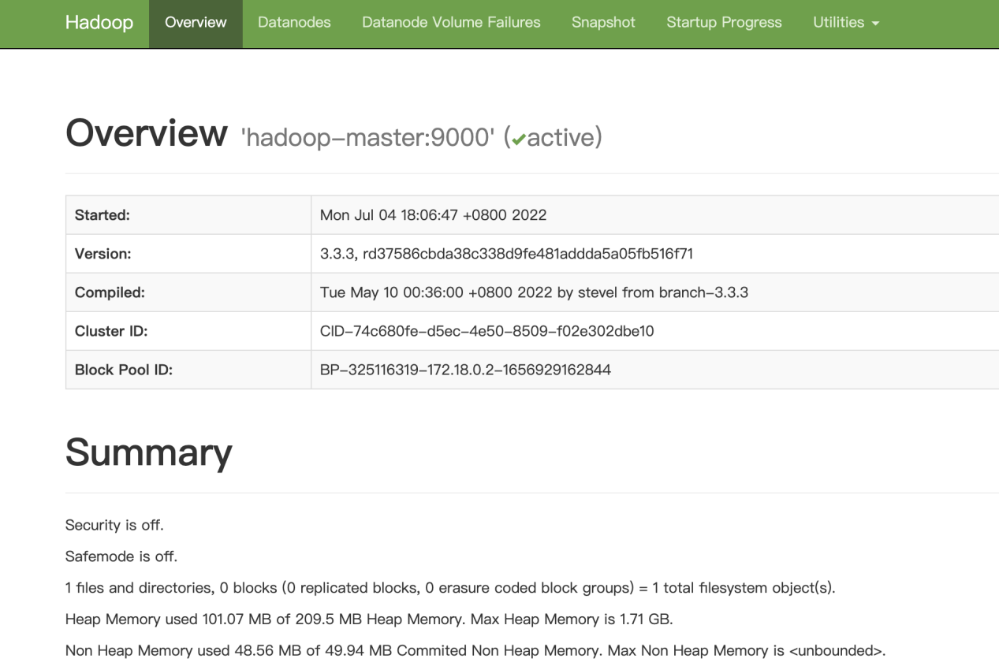 Hadoop Overview Datanodes Datanode Volume Failures Snapshot Startup Progress Utilities
Overview 'hadoop-master:9000' (✔active)
Started: Mon Jul 04 18:06:47 +0800 2022
Version: 3.3.3, rd37586cbda38c338d9fe481addda5a05fb516f71
Compiled: Tue May 10 00:36:00 +0800 2022 by stevel from branch-3.3.3
Cluster ID: CID-74c680fe-d5ec-4e50-8509-f02e302dbe10
Block Pool ID: BP-325116319-172.18.0.2-1656929162844
Summary
Security is off.
Safemode is off.
1 files and directories, 0 blocks (0 replicated blocks, 0 erasure coded block groups) = 1 total filesystem object(s).
Heap Memory used 101.07 MB of 209.5 MB Heap Memory. Max Heap Memory is 1.71 GB.
Non Heap Memory used 48.56 MB of 49.94 MB Commited Non Heap Memory. Max Non Heap Memory is <unbounded>.